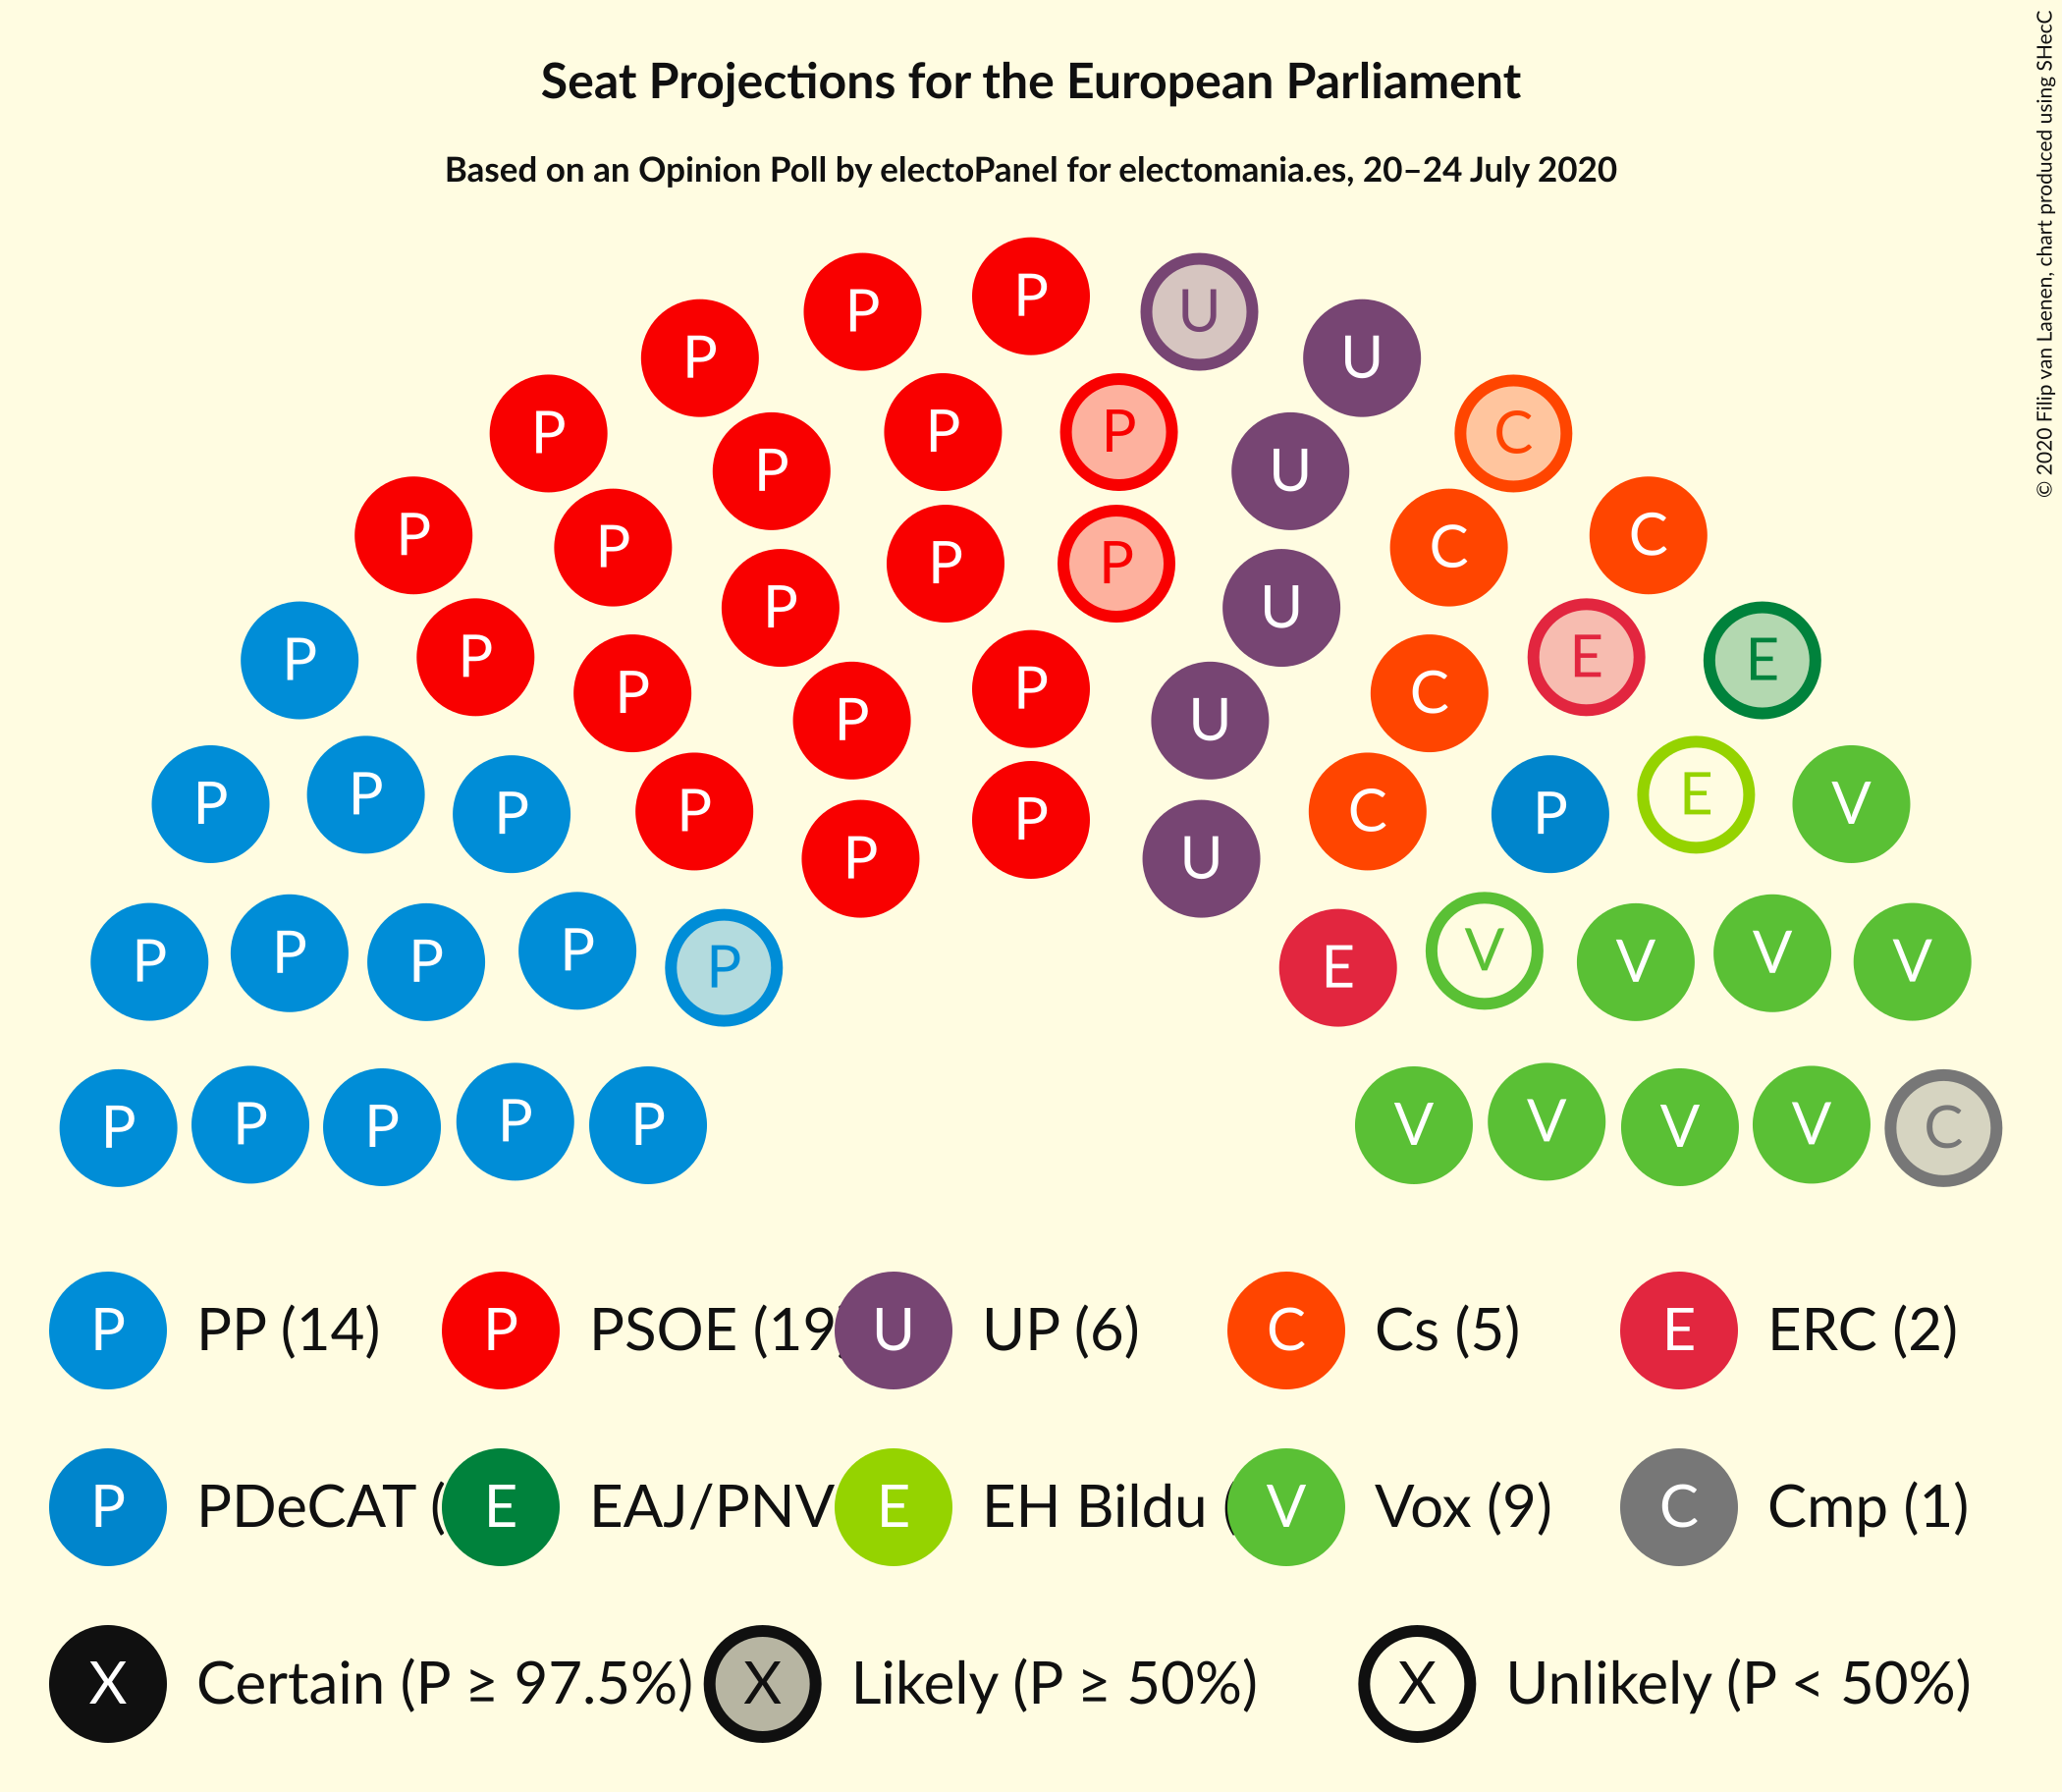 Seat Projections for the European Parliament
Based on an Opinion Poll by electoPanel for electomania.es, 20–24 July 2020
© 2020 Filip van Laenen, chart produced using SHecC
P P U
P U
P P C
P P P U
P C C
P P P U
P E E
P P P U
P P C
P P P C P E V
P P U
P P P P P E V V V V
P P P P P V V V V C
P PP (14) P PSOE (19 U UP (6) C Cs (5) E ERC (2)
P PDeCAT ( E EAJ/PNV E EH Bildu ( V Vox (9) C Cmp (1)
X Certain (P ≥ 97.5%) X Likely (P ≥ 50%) X Unlikely (P < 50%)